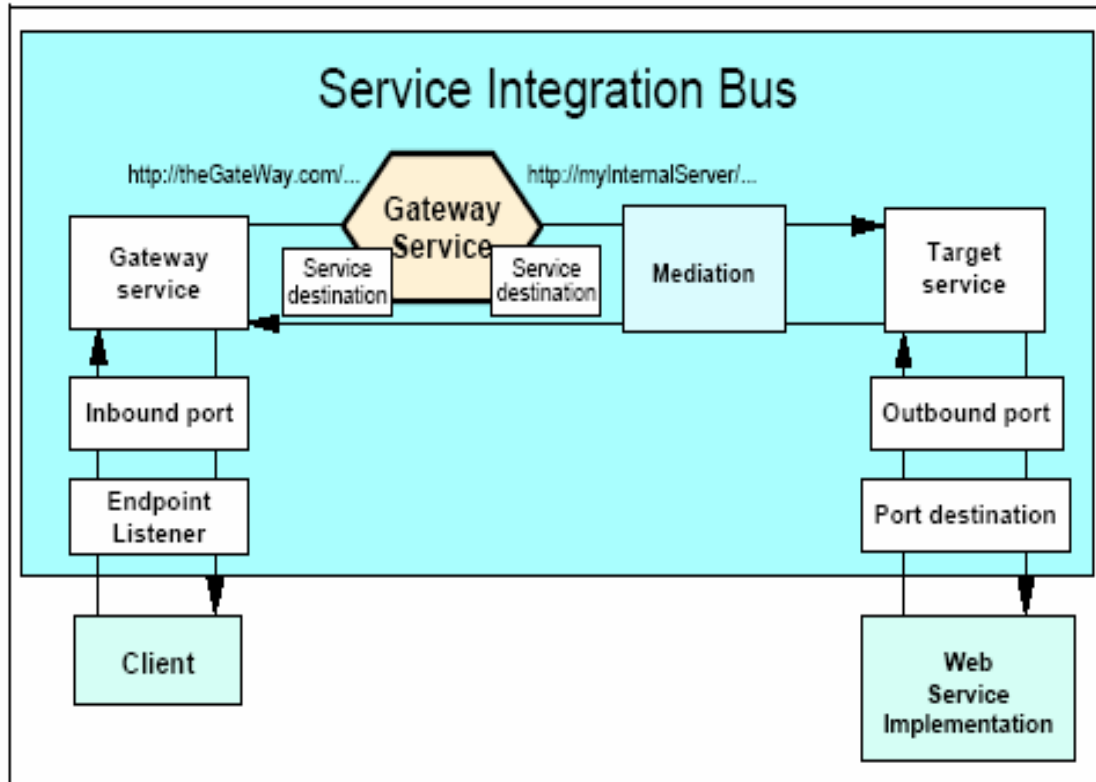 Service Integration Bus
http://theGateWay.com/...
http://myInternalServer/...
Gateway
Service
Gateway
service
Service
destination
Service
destination
Mediation
Target
service
Inbound port
Outbound port
Endpoint
Listener
Port destination
Client
Web
Service
Implementation